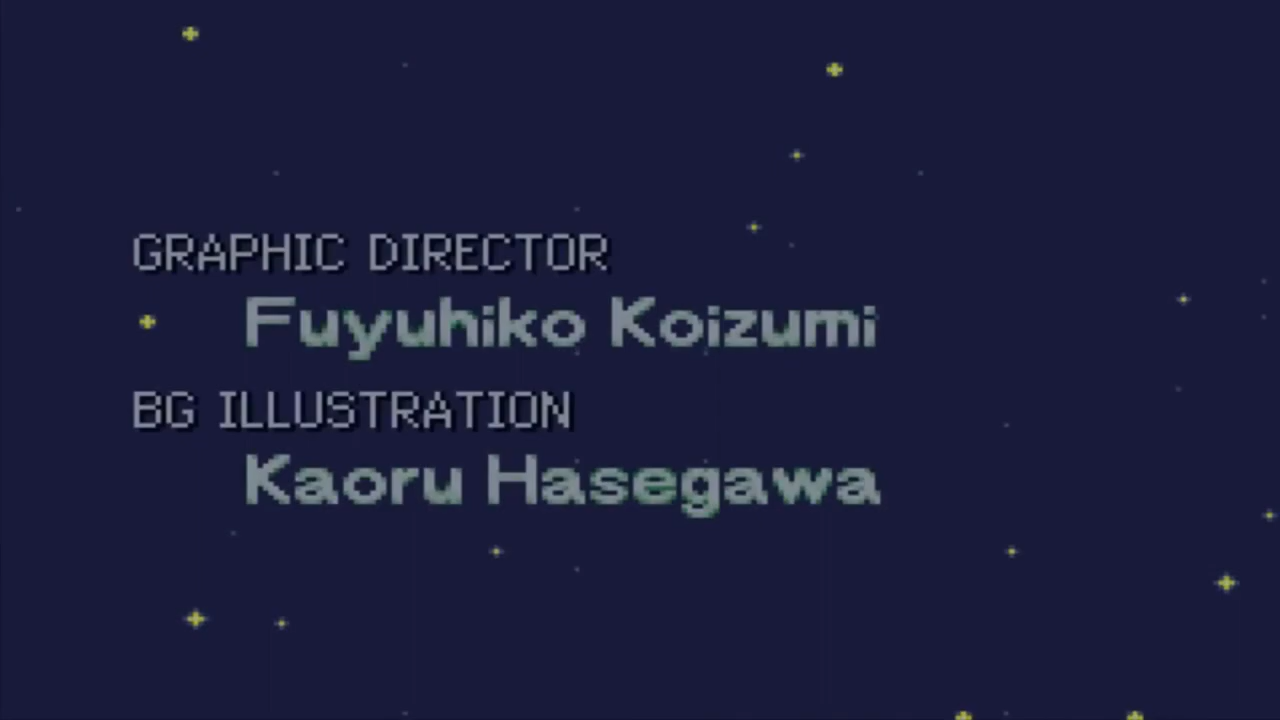 GRAPHIC DIRECTOR
Fuyuhiko Koizumi
BG ILLUSTRATION
Kaoru Hasegawa